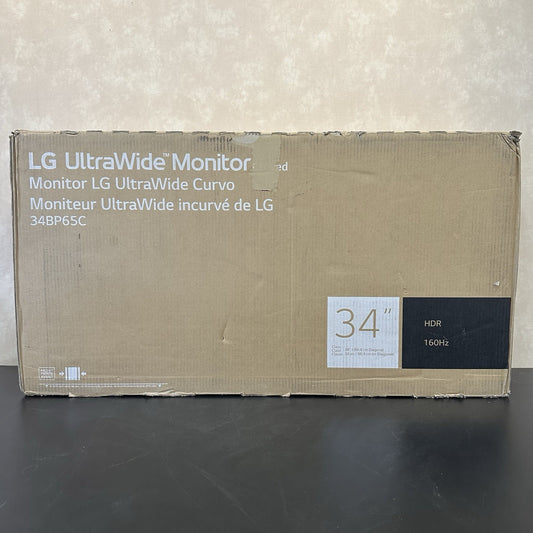 LG UltraWide™ Monitor
Monitor LG UltraWide Curvo
Moniteur UltraWide incurvé de LG
34BP65C
34"
HDR
160Hz